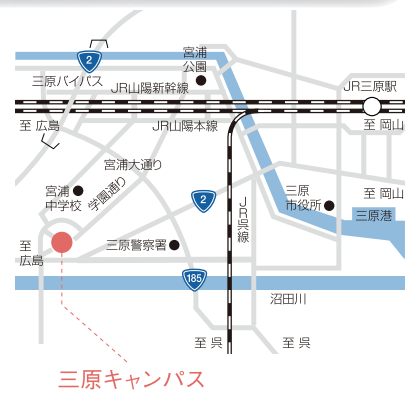 2
宮浦
公園
三原バイパス
JR山陽新幹線
JR三原駅
至 広島
JR山陽本線
至 岡山
宮浦大通り
宮浦
中学校
学園通り
2
JR呉線
三原
市役所
至 岡山
三原港
至
広島
三原警察署
185
沼田川
至 呉
至 呉
三原キャンパス